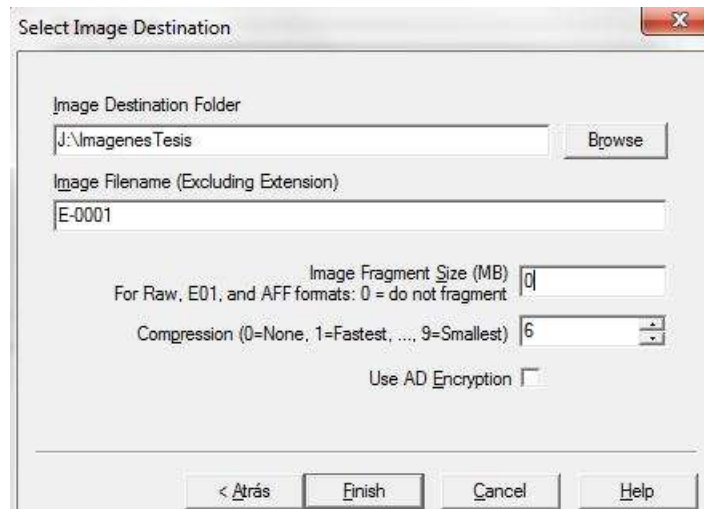 Select Image Destination
Image Destination Folder
J:\ImagenesTesis
Browse
Image Filename (Excluding Extension)
E-0001
Image Fragment Size (MB)
0
For Raw, E01, and AFF formats: 0 = do not fragment
Compression (0=None, 1=Fastest, ..., 9=Smallest)
6
Use AD Encryption
< Atrás
Finish
Cancel
Help